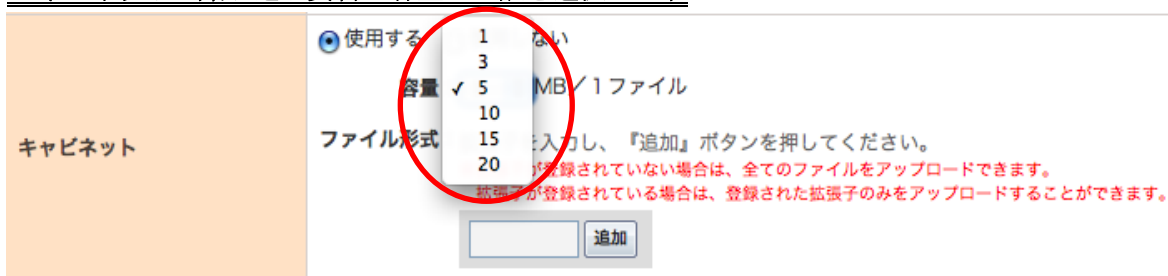 使用する ない
1
3
容量 ✓ 5 MB/1ファイル
10
キャビネット
ファイル形式 15 を入力し、『追加』ボタンを押してください。
20 が登録されていない場合は、全てのファイルをアップロードできます。
拡張子が登録されている場合は、登録された拡張子のみをアップロードすることができます。
追加